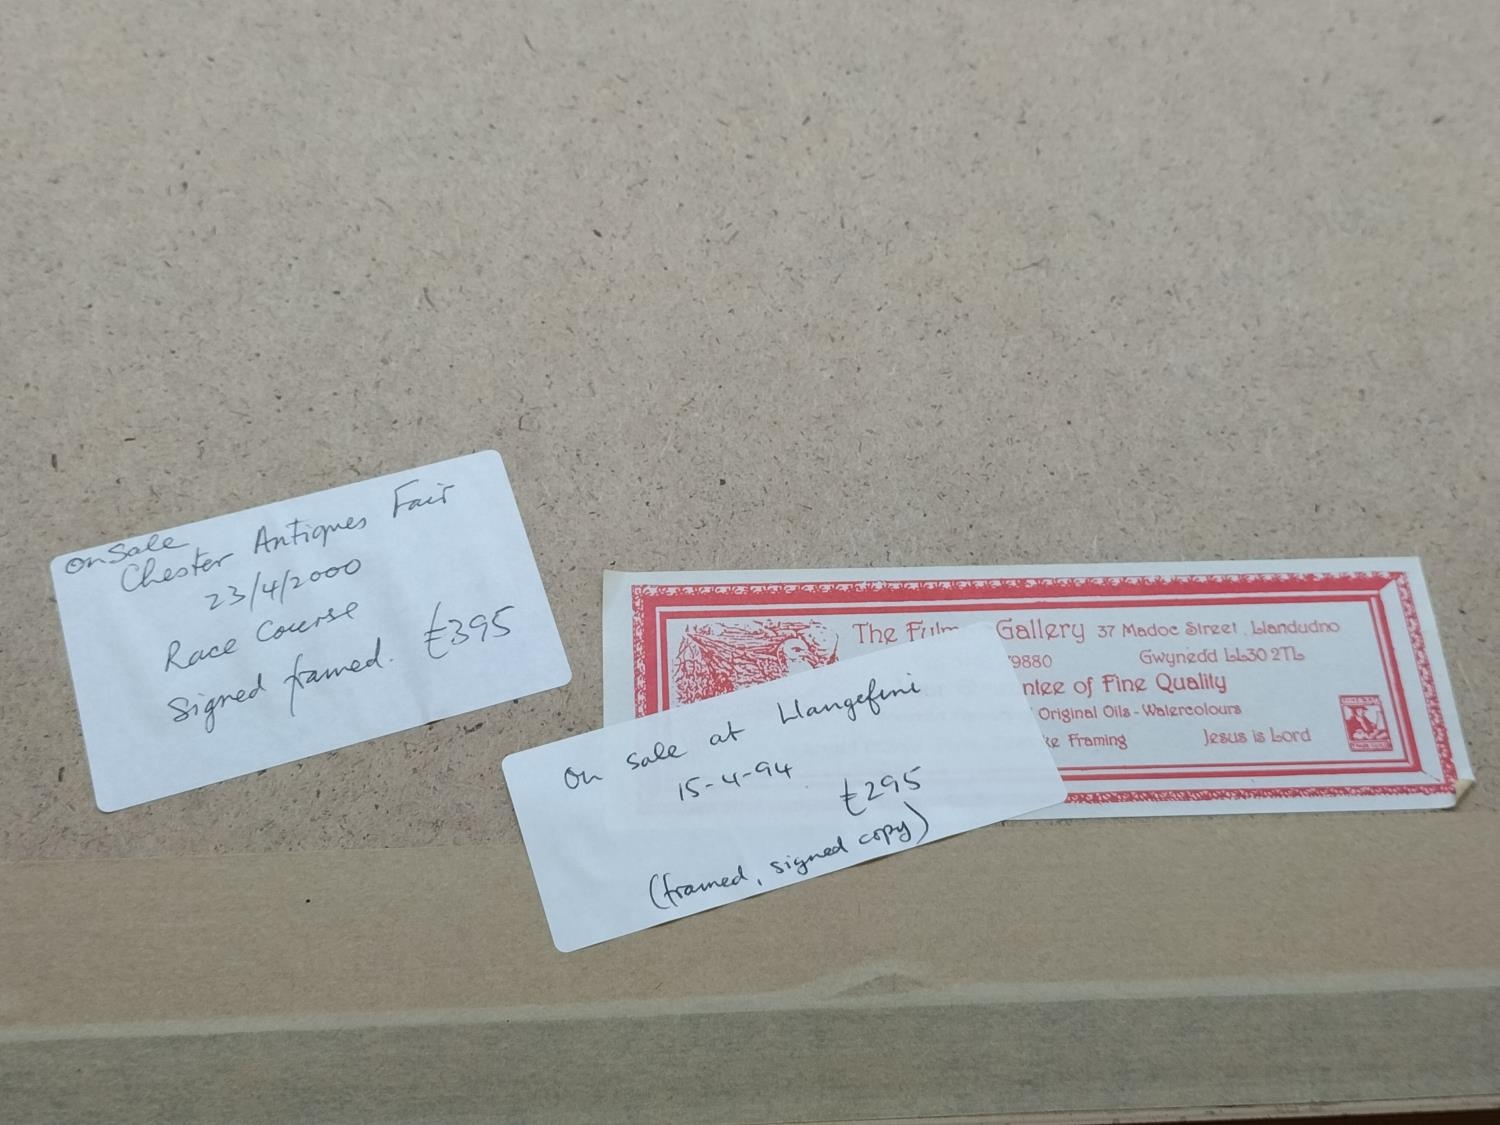 On Sale
Chester Antiques Fair
23/4/2000
Race Course
Signed framed. £395
The Gallery 37 Madoc Street, Llandudno
9880 Gwynedd LL30 2TL
of Fine Quality
Original Oils - Watercolours
Framing Jesus is Lord
On sale at Llangefni
15-4-94
£295
(framed, signed copy)